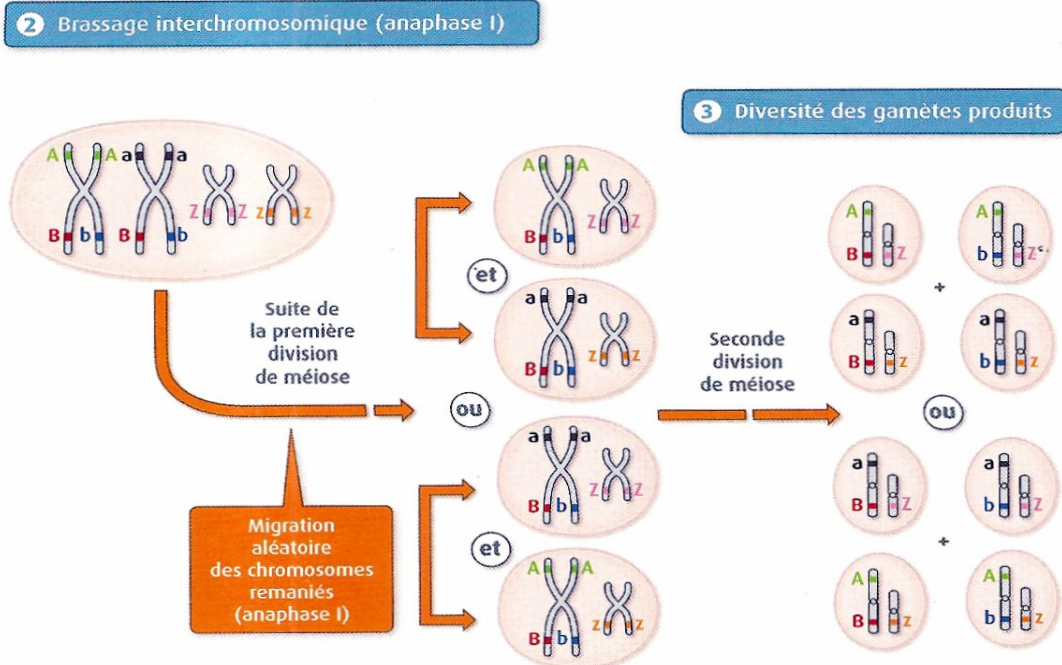 2 Brassage interchromosomique (anaphase I)
3 Diversité des gamètes produits
A A a a
Z Z z z
B b B b
Suite de
la première
division
de méiose
Migration
aléatoire
des chromosomes
remaniés
(anaphase I)
A A
Z Z
B b
et
a a
z z
B b
ou
a a
Z Z
B b
et
A A
z z
B b
Seconde
division
de méiose
A A
B Z b Z
+
a a
B z b z
ou
a a
B Z b Z
+
A A
B z b z